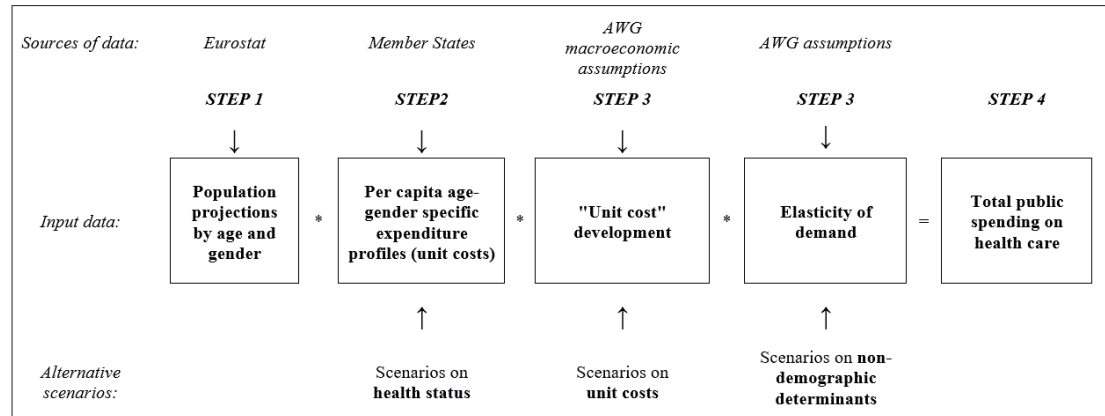 Sources of data: Eurostat Member States AWG macroeconomic assumptions AWG assumptions
STEP 1 STEP2 STEP 3 STEP 3 STEP 4
↓ ↓ ↓ ↓
Input data:
Population
projections
by age and
gender
*
Per capita age-
gender specific
expenditure
profiles (unit costs)
*
"Unit cost"
development
*
Elasticity of
demand
=
Total public
spending on
health care
↑ ↑ ↑
Alternative
scenarios:
Scenarios on
health status
Scenarios on
unit costs
Scenarios on non-
demographic
determinants